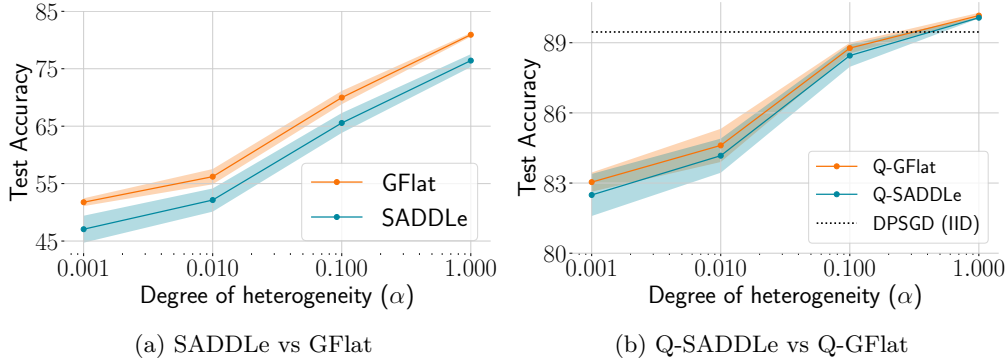 85
75
65
55
45
Test Accuracy
GFlat
SADDLe
0.001 0.010 0.100 1.000
Degree of heterogeneity (α)
(a) SADDLe vs GFlat
89
86
83
80
Test Accuracy
Q-GFlat
Q-SADDLe
DPSGD (IID)
0.001 0.010 0.100 1.000
Degree of heterogeneity (α)
(b) Q-SADDLe vs Q-GFlat